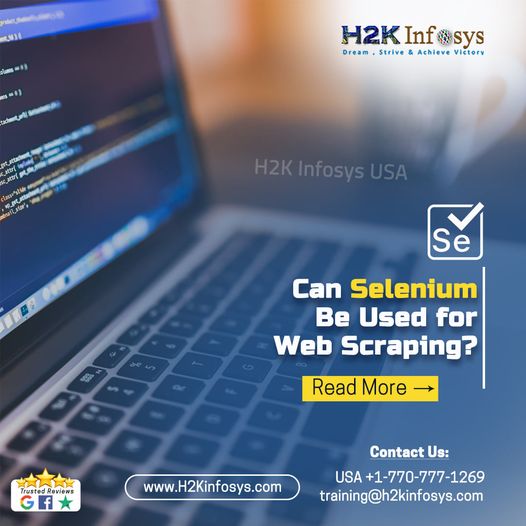 H2K Infosys
Dream , Strive & Achieve Victory
H2K Infosys USA
Se
Can Selenium
Be Used for
Web Scraping?
Read More →
Contact Us:
USA +1-770-777-1269
training@h2kinfosys.com
www.H2Kinfosys.com
Trusted Reviews